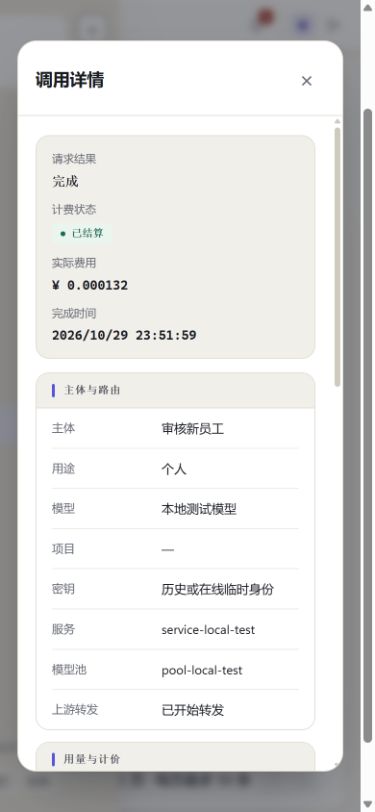 调用详情
请求结果
完成
计费状态
已结算
实际费用
¥ 0.000132
完成时间
2026/10/29 23:51:59
主体与路由
主体 审核新员工
用途 个人
模型 本地测试模型
项目 —
密钥 历史或在线临时身份
服务 service-local-test
模型池 pool-local-test
上游转发 已开始转发
用量与计价